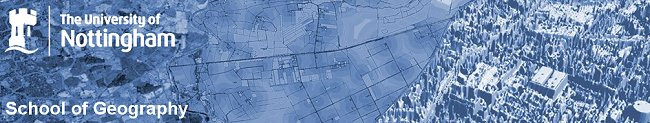 The University of
Nottingham
School of Geography